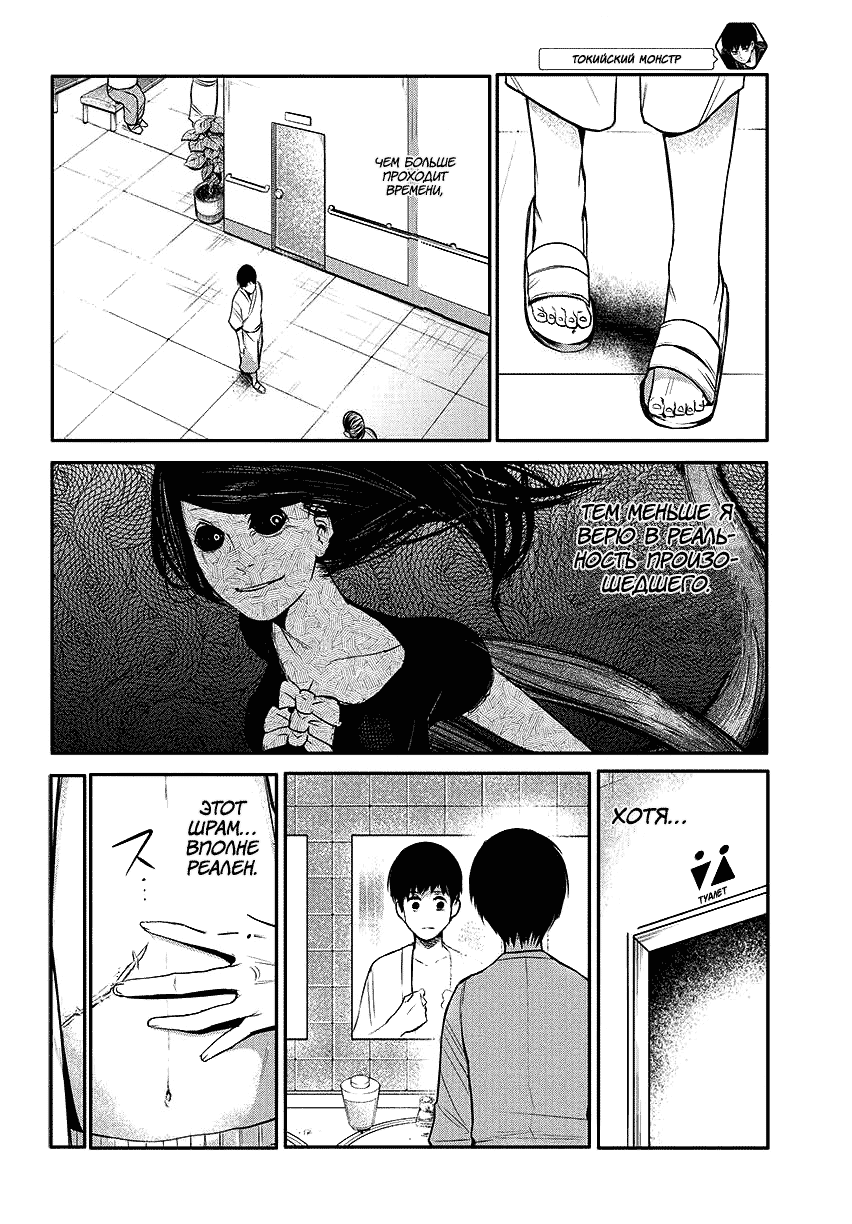 ТОКИЙСКИЙ МОНСТР
ЧЕМ БОЛЬШЕ
ПРОХОДИТ
ВРЕМЕНИ,
ТЕМ МЕНЬШЕ Я
ВЕРЮ В РЕАЛЬ-
НОСТЬ ПРОИЗО-
ШЕДШЕГО.
ХОТЯ...
ТУАЛЕТ
ЭТОТ
ШРАМ...
ВПОЛНЕ
РЕАЛЕН.
ス…